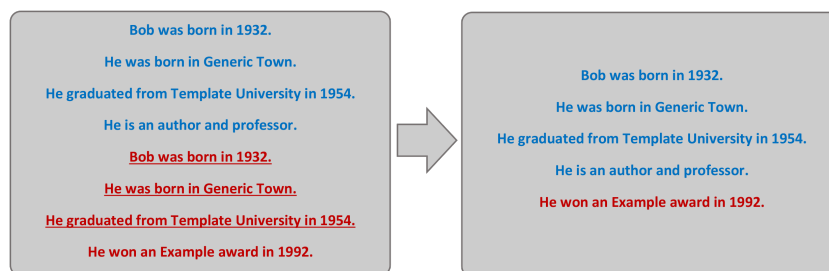 Bob was born in 1932.
He was born in Generic Town.
He graduated from Template University in 1954.
He is an author and professor.
Bob was born in 1932.
He was born in Generic Town.
He graduated from Template University in 1954.
He won an Example award in 1992.
Bob was born in 1932.
He was born in Generic Town.
He graduated from Template University in 1954.
He is an author and professor.
He won an Example award in 1992.